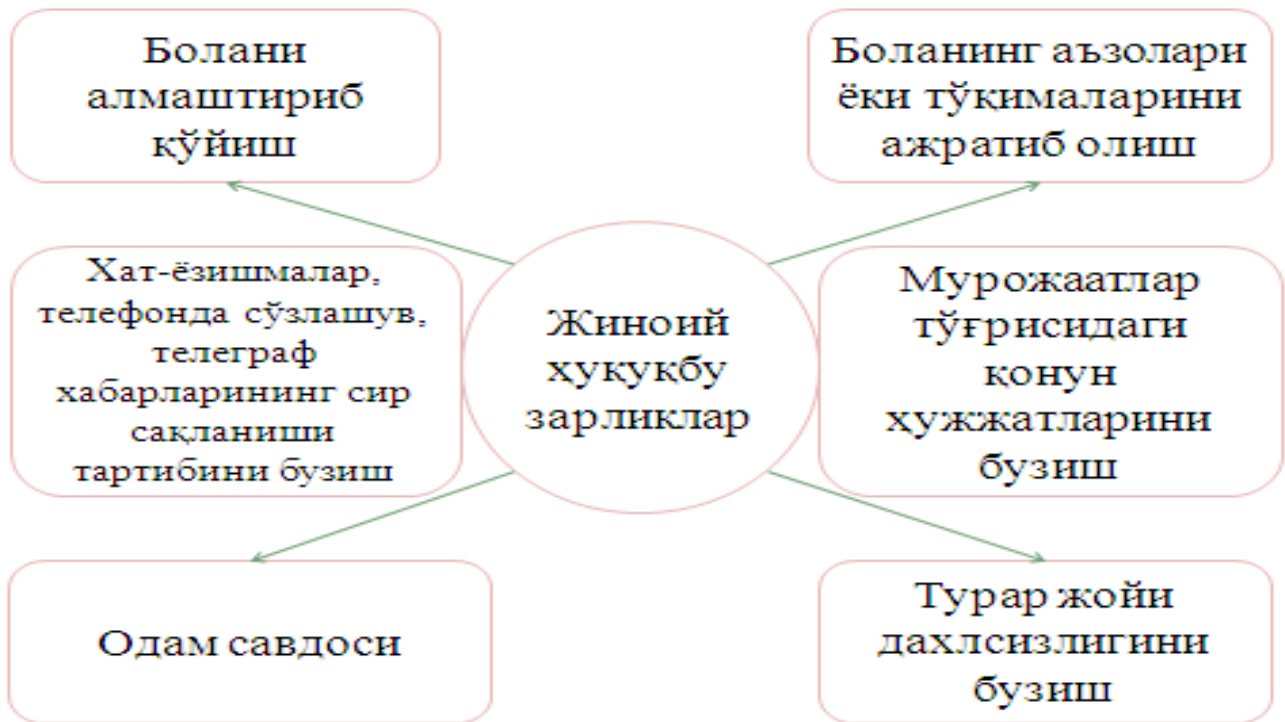 Болани
алмаштириб
қўйиш
Боланинг аъзолари
ёки тўқималарини
ажратиб олиш
Хат-ёзишмалар,
телефонда сўзлашув,
телеграф
хабарларининг сир
сақланиши
тартибини бузиш
Жиноий
ҳуқуқбу
зарликлар
Мурожаатлар
тўғрисидаги
қонун
ҳужжатларини
бузиш
Одам савдоси
Турар жойи
дахлсизлигини
бузиш